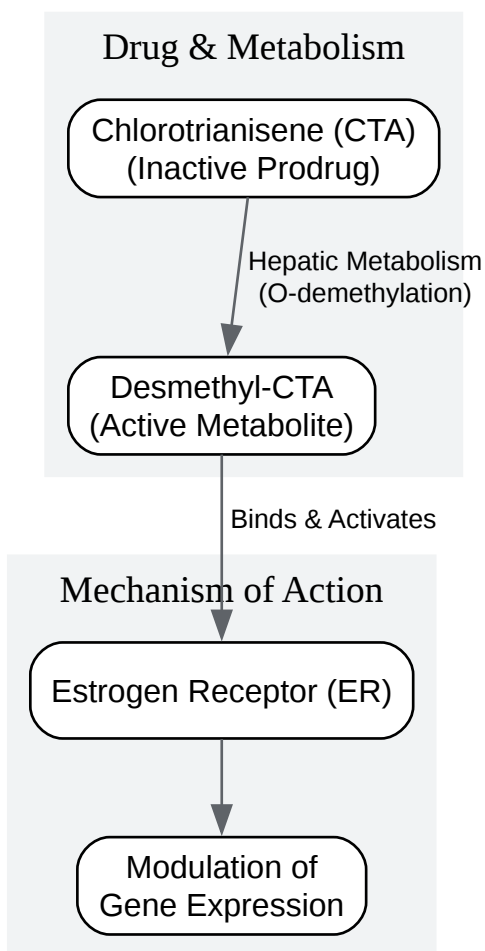 Drug & Metabolism
Chlorotrianisene (CTA)
(Inactive Prodrug)
Hepatic Metabolism
(O-demethylation)
Desmethyl-CTA
(Active Metabolite)
Binds & Activates
Mechanism of Action
Estrogen Receptor (ER)
Modulation of
Gene Expression